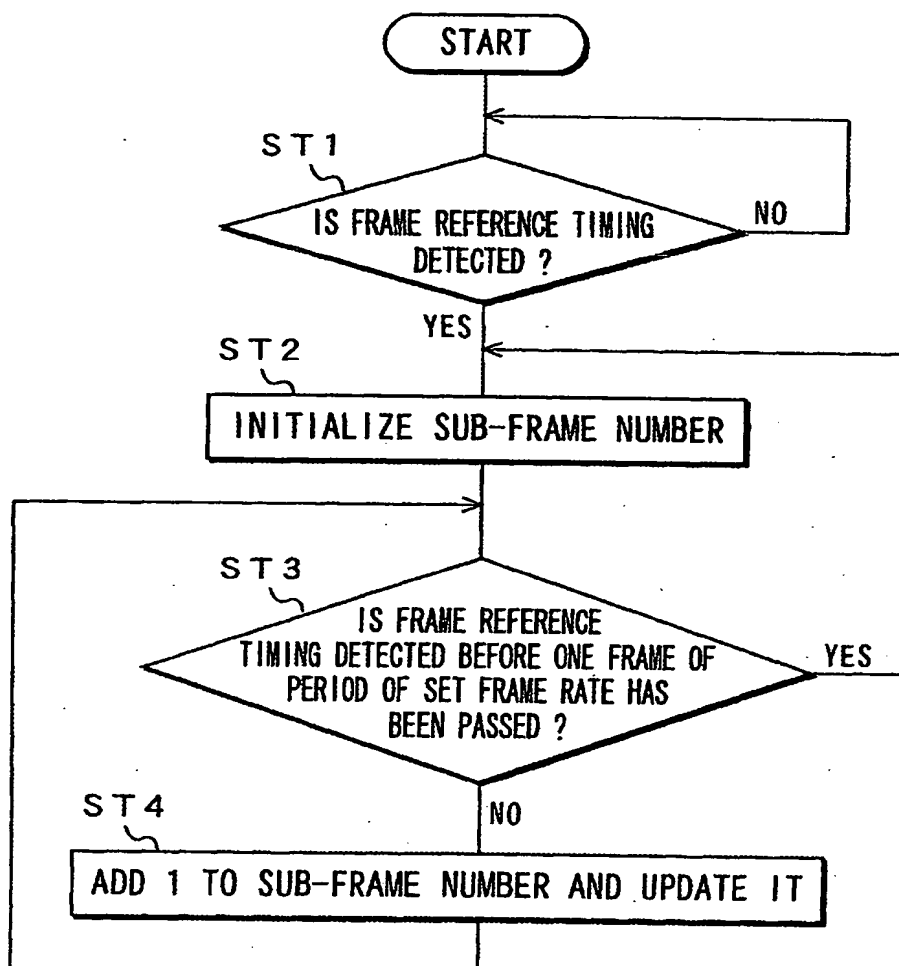 START
ST1
IS FRAME REFERENCE TIMING
DETECTED ?
NO
YES
ST2
INITIALIZE SUB-FRAME NUMBER
ST3
IS FRAME REFERENCE
TIMING DETECTED BEFORE ONE FRAME OF
PERIOD OF SET FRAME RATE HAS
BEEN PASSED ?
YES
NO
ST4
ADD 1 TO SUB-FRAME NUMBER AND UPDATE IT